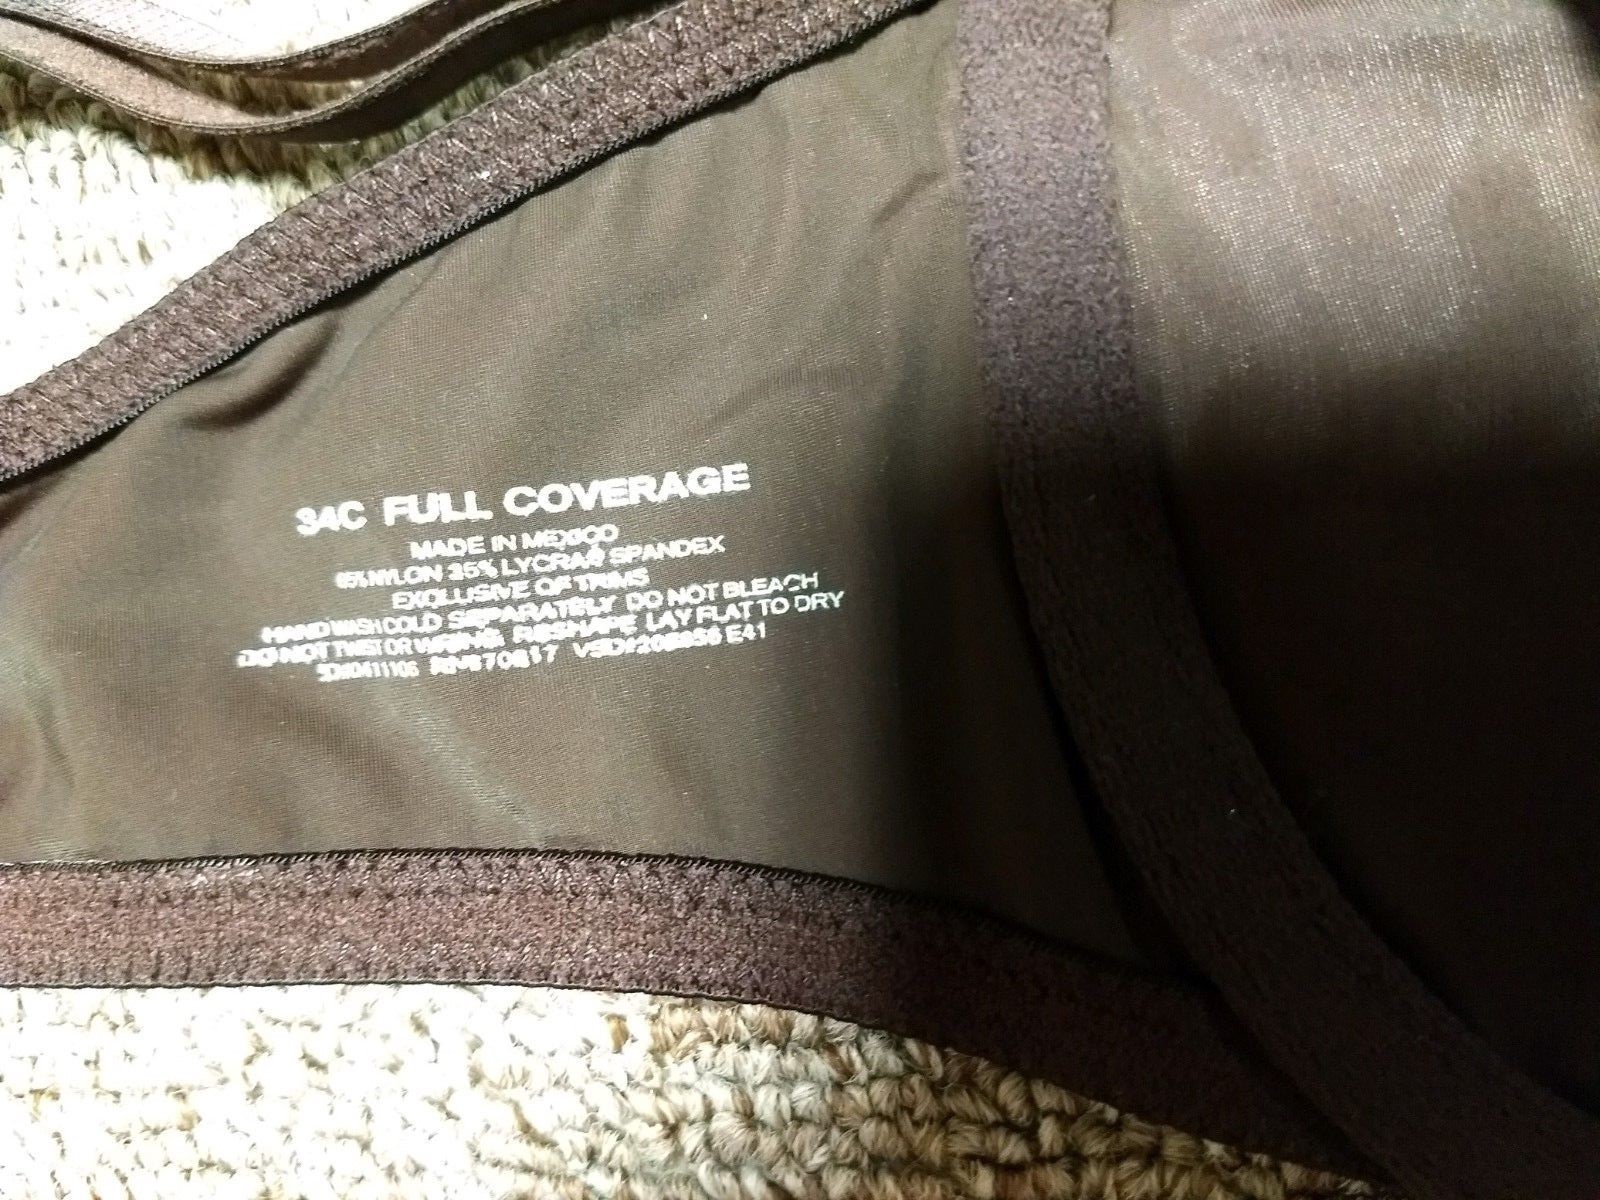 34C FULL COVERAGE
MADE IN MEXICO
NYLON 35% LYCRA® SPANDEX
EXCLUSIVE OF TRIMS
HAND WASH COLD SEPARATELY DO NOT BLEACH
DO NOT TWIST OR WRING, RESHAPE LAY FLAT TO DRY
E41